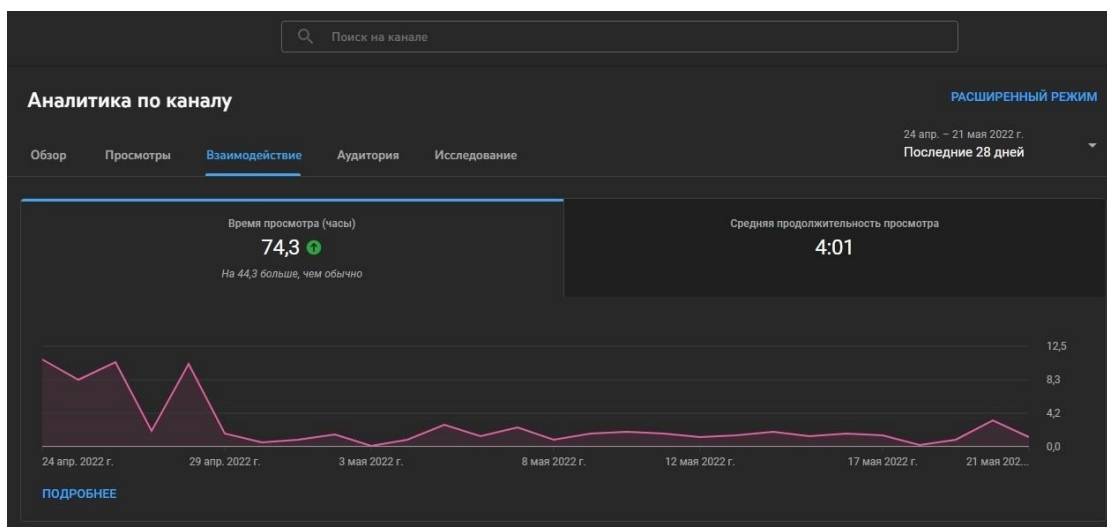 Поиск на канале
Аналитика по каналу
РАСШИРЕННЫЙ РЕЖИМ
24 апр. – 21 мая 2022 г.
Последние 28 дней
Обзор Просмотры Взаимодействие Аудитория Исследование
Время просмотра (часы)
74,3
На 44,3 больше, чем обычно
Средняя продолжительность просмотра
4:01
12,5
8,3
4,2
0,0
24 апр. 2022 г. 29 апр. 2022 г. 3 мая 2022 г. 8 мая 2022 г. 12 мая 2022 г. 17 мая 2022 г. 21 мая 202...
ПОДРОБНЕЕ